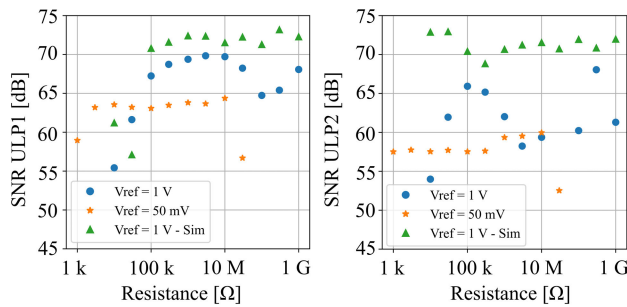 SNR ULP1 [dB]
75
70
65
60
55
50
45
Vref = 1 V
Vref = 50 mV
Vref = 1 V - Sim
1 k
100 k
10 M
1 G
Resistance [Ω]
SNR ULP2 [dB]
75
70
65
60
55
50
45
Vref = 1 V
Vref = 50 mV
Vref = 1 V - Sim
1 k
100 k
10 M
1 G
Resistance [Ω]